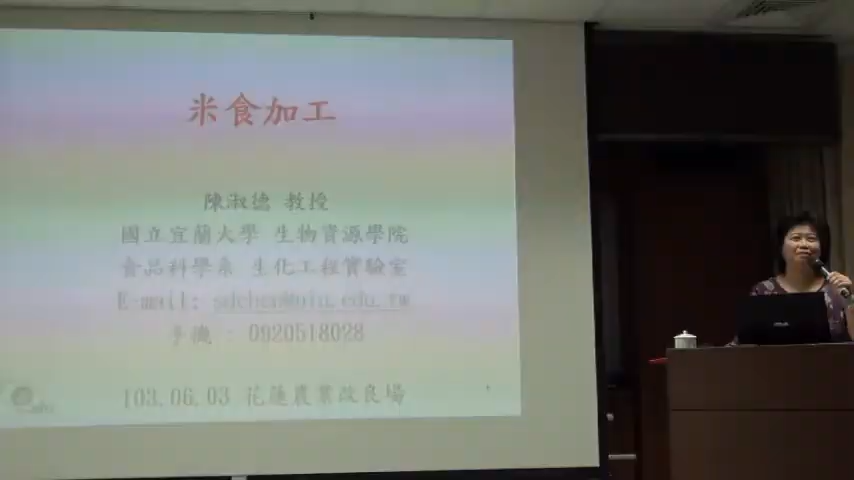 米食加工
陳淑德 教授
國立宜蘭大學 生物資源學院
食品科學系 生化工程實驗室
E-mail: sdchen@niu.edu.tw
手機 : 0920518028
103.06.03 花蓮農業改良場